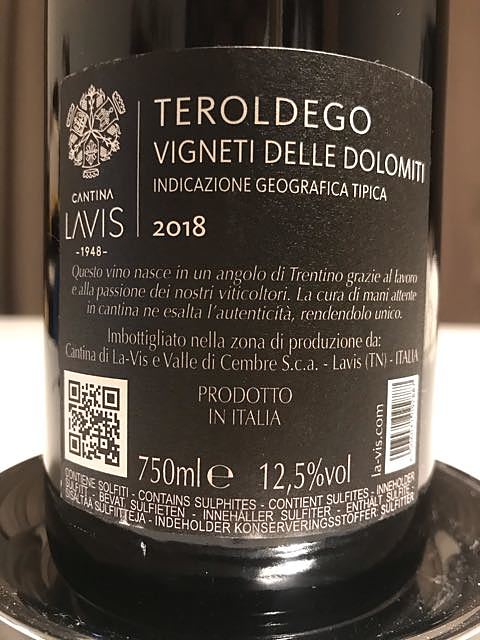 TEROLDEGO
VIGNETI DELLE DOLOMITI
INDICAZIONE GEOGRAFICA TIPICA
2018
CANTINA
LAVIS
-1948-
Questo vino nasce in un angolo di Trentino grazie al lavoro
e alla passione dei nostri viticoltori. La cura di mani attente
in cantina ne esalta l'autenticità, rendendolo unico.
Imbottigliato nella zona di produzione da:
Cantina di La-Vis e Valle di Cembre S.c.a. - Lavis (TN) - ITALIA
PRODOTTO
IN ITALIA
la-vis.com
750ml e 12,5%vol
CONTIENE SOLFITI - CONTAINS SULPHITES - CONTIENT SULFITES - INNEHOLDER
- BEVAT SULFIETEN - INNEHÅLLER SULFITER - ENTHÄLT SULFITE
- INDEHOLDER KONSERVERINGSSTOFFER SULFITTER